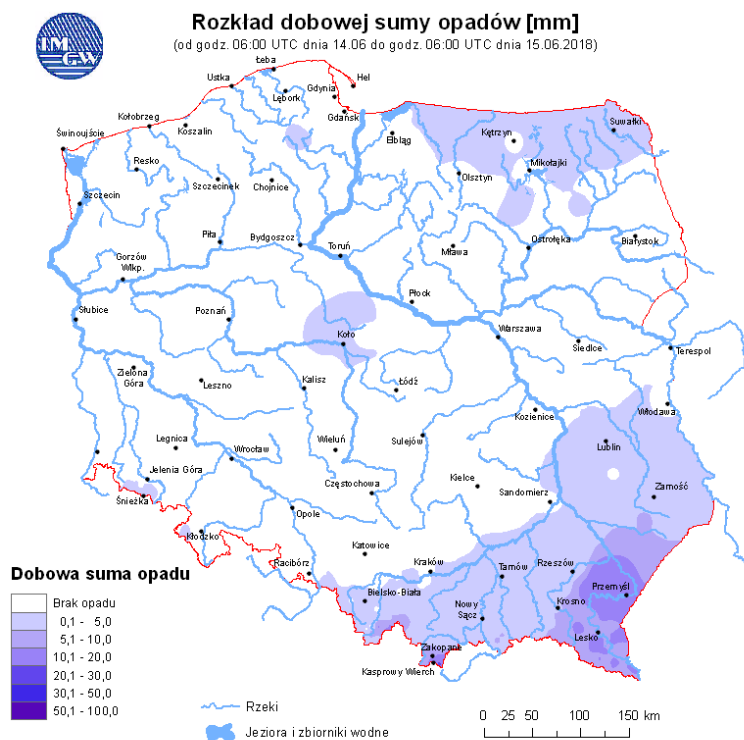 Rozkład dobowej sumy opadów [mm]
(od godz. 06:00 UTC dnia 14.06 do godz. 06:00 UTC dnia 15.06.2018)
IM
GW
Łeba
Hel
Ustka
Lębork
Gdynia
Gdańsk
Kołobrzeg
Koszalin
Elbląg
Kętrzyn
Suwałki
Świnoujście
Resko
Szczecinek
Chojnice
Olsztyn
Mikołajki
Szczecin
Piła
Bydgoszcz
Toruń
Mława
Ostrołęka
Białystok
Gorzów
Wlkp.
Płock
Słubice
Poznań
Koło
Warszawa
Siedlce
Terespol
Zielona
Góra
Leszno
Kalisz
Łódź
Kozienice
Włodawa
Legnica
Wrocław
Wieluń
Sulejów
Lublin
Jelenia Góra
Śnieżka
Częstochowa
Kielce
Sandomierz
Zamość
Opole
Kłodzko
Katowice
Racibórz
Kraków
Tarnów
Rzeszów
Przemyśl
Bielsko-Biała
Nowy
Sącz
Krosno
Lesko
Zakopane
Kasprowy Wierch
Dobowa suma opadu
Brak opadu
0,1 - 5,0
5,1 - 10,0
10,1 - 20,0
20,1 - 30,0
30,1 - 50,0
50,1 - 100,0
Rzeki
Jeziora i zbiorniki wodne
0 25 50 100 150 km